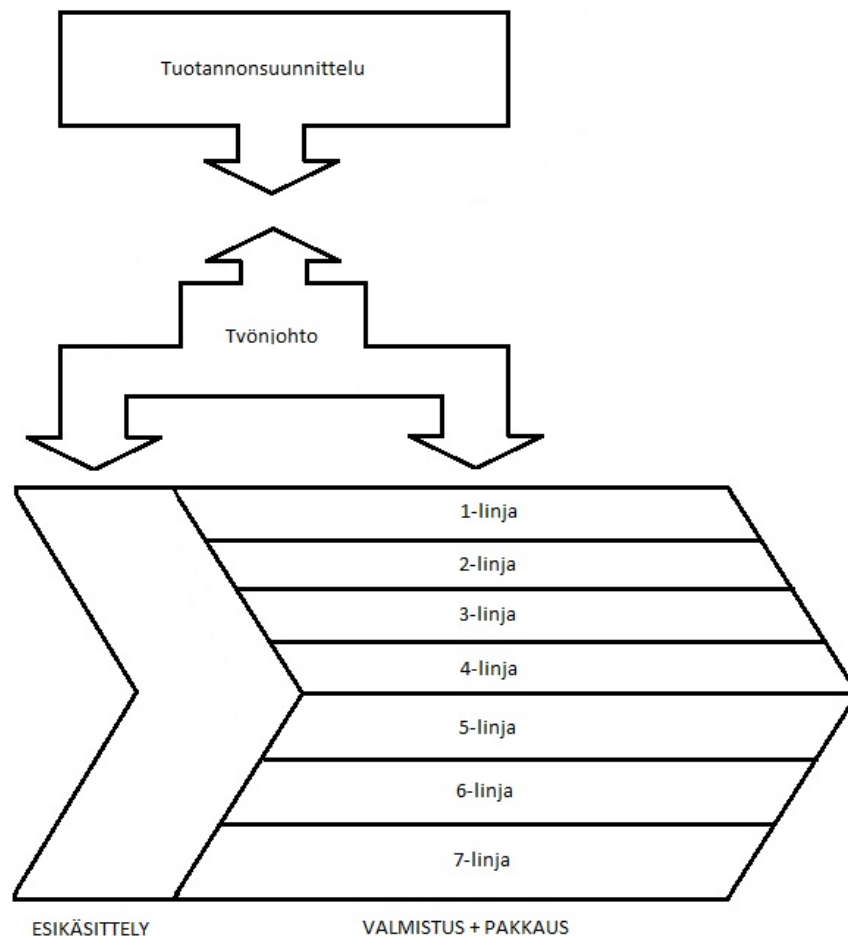 Tuotannonsuunnittelu
Työnjohto
1-linja
2-linja
3-linja
4-linja
5-linja
6-linja
7-linja
ESIKÄSITTELY
VALMISTUS + PAKKAUS